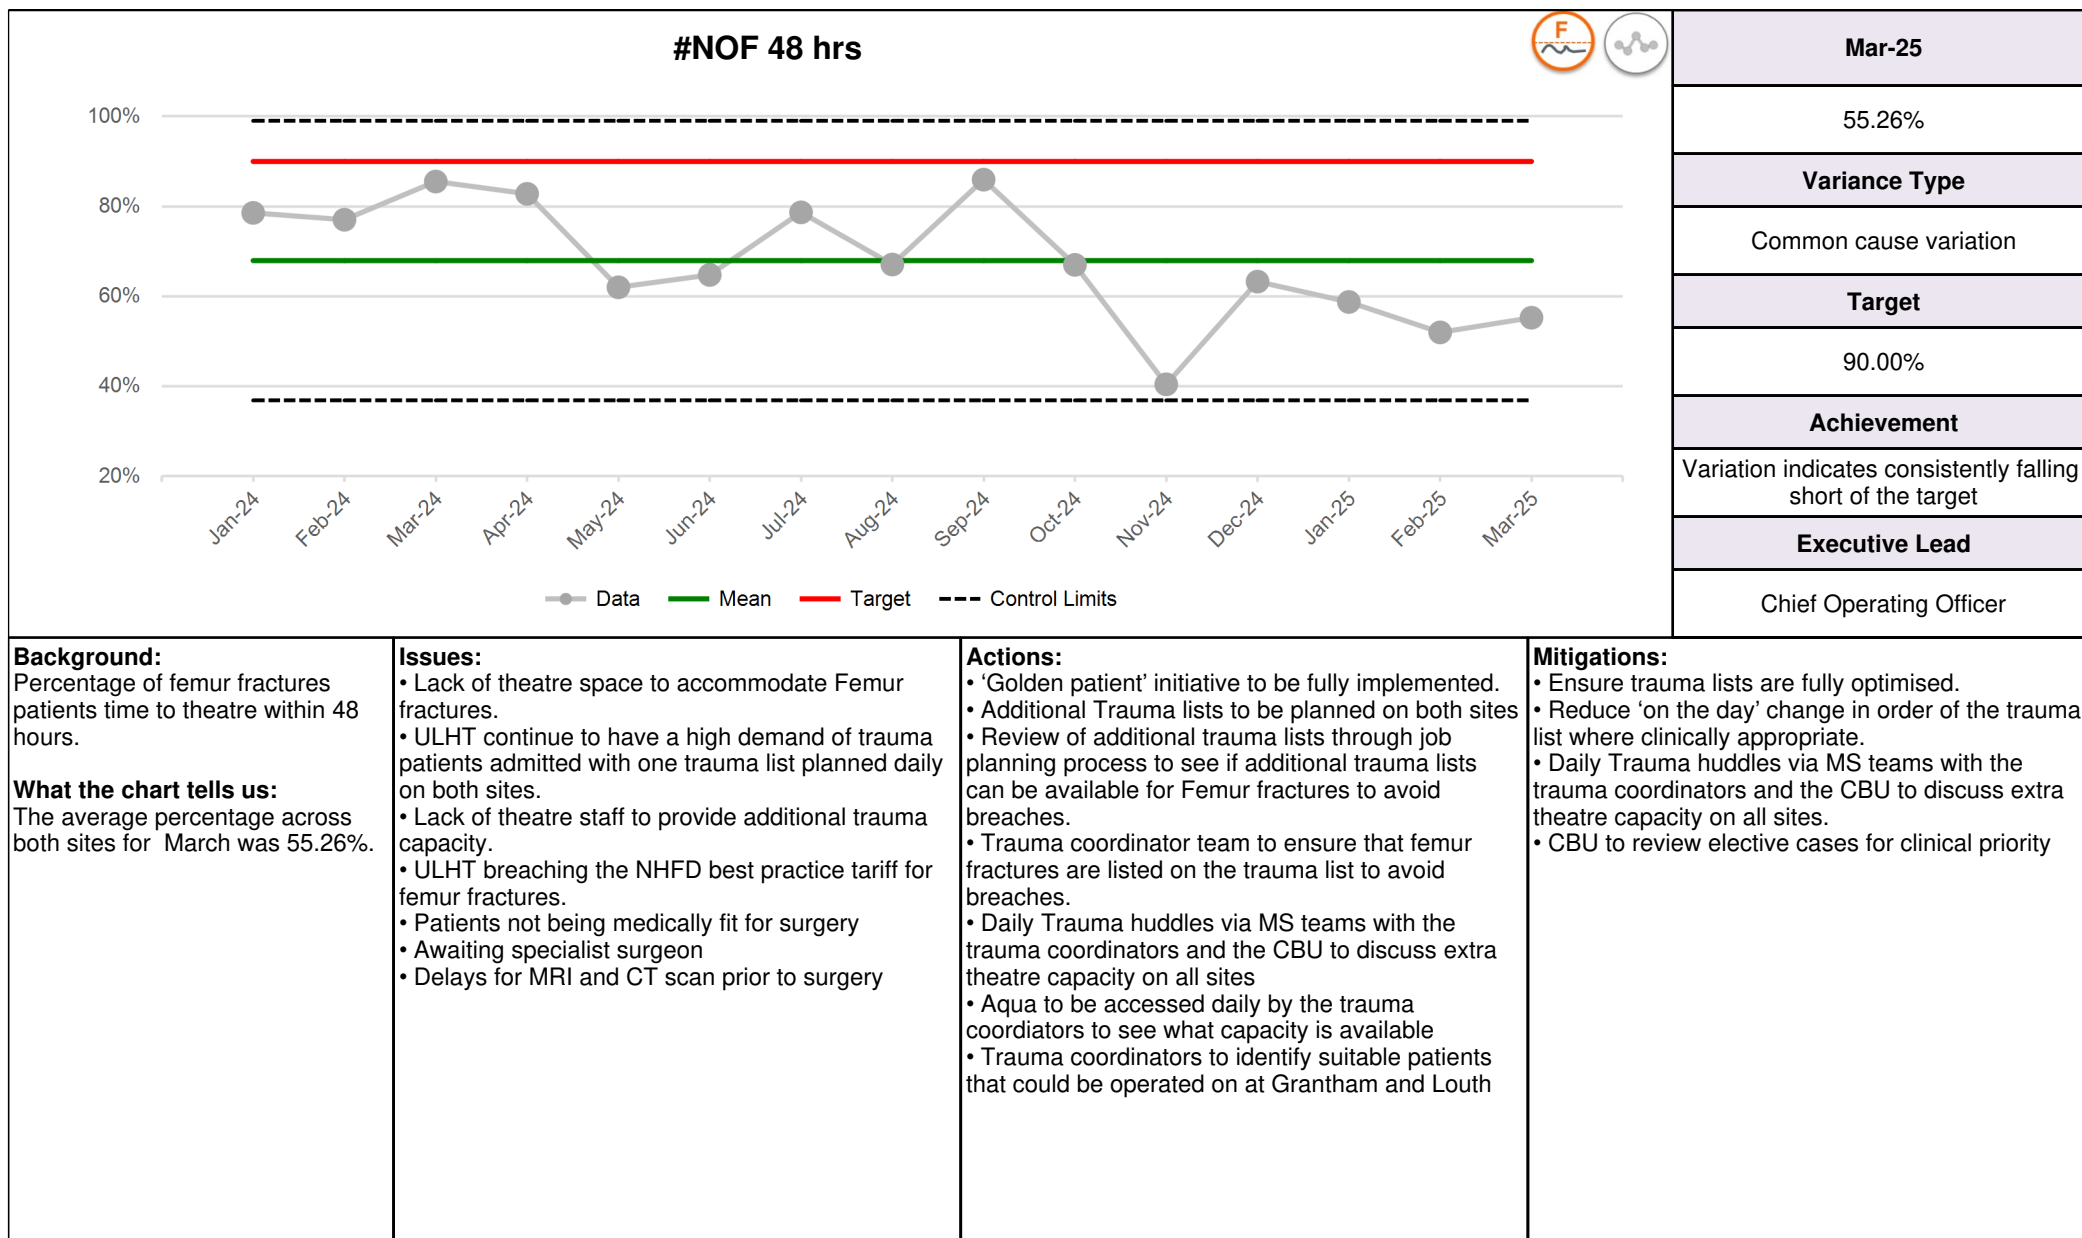 #NOF 48 hrs
F
100%
80%
60%
40%
20%
Jan-24
Feb-24
Mar-24
Apr-24
May-24
Jun-24
Jul-24
Aug-24
Sep-24
Oct-24
Nov-24
Dec-24
Jan-25
Feb-25
Mar-25
Data
Mean
Target
Control Limits
Mar-25
55.26%
Variance Type
Common cause variation
Target
90.00%
Achievement
Variation indicates consistently falling
short of the target
Executive Lead
Chief Operating Officer
Background:
Percentage of femur fractures
patients time to theatre within 48
hours.
What the chart tells us:
The average percentage across
both sites for  March was 55.26%.
Issues:
• Lack of theatre space to accommodate Femur
fractures.
• ULHT continue to have a high demand of trauma
patients admitted with one trauma list planned daily
on both sites.
• Lack of theatre staff to provide additional trauma
capacity.
• ULHT breaching the NHFD best practice tariff for
femur fractures.
• Patients not being medically fit for surgery
• Awaiting specialist surgeon
• Delays for MRI and CT scan prior to surgery
Actions:
• ‘Golden patient’ initiative to be fully implemented.
• Additional Trauma lists to be planned on both sites
• Review of additional trauma lists through job
planning process to see if additional trauma lists
can be available for Femur fractures to avoid
breaches.
• Trauma coordinator team to ensure that femur
fractures are listed on the trauma list to avoid
breaches.
• Daily Trauma huddles via MS teams with the
trauma coordinators and the CBU to discuss extra
theatre capacity on all sites
• Aqua to be accessed daily by the trauma
coordiators to see what capacity is available
• Trauma coordinators to identify suitable patients
that could be operated on at Grantham and Louth
Mitigations:
• Ensure trauma lists are fully optimised.
• Reduce ‘on the day’ change in order of the trauma
list where clinically appropriate.
• Daily Trauma huddles via MS teams with the
trauma coordinators and the CBU to discuss extra
theatre capacity on all sites.
• CBU to review elective cases for clinical priority